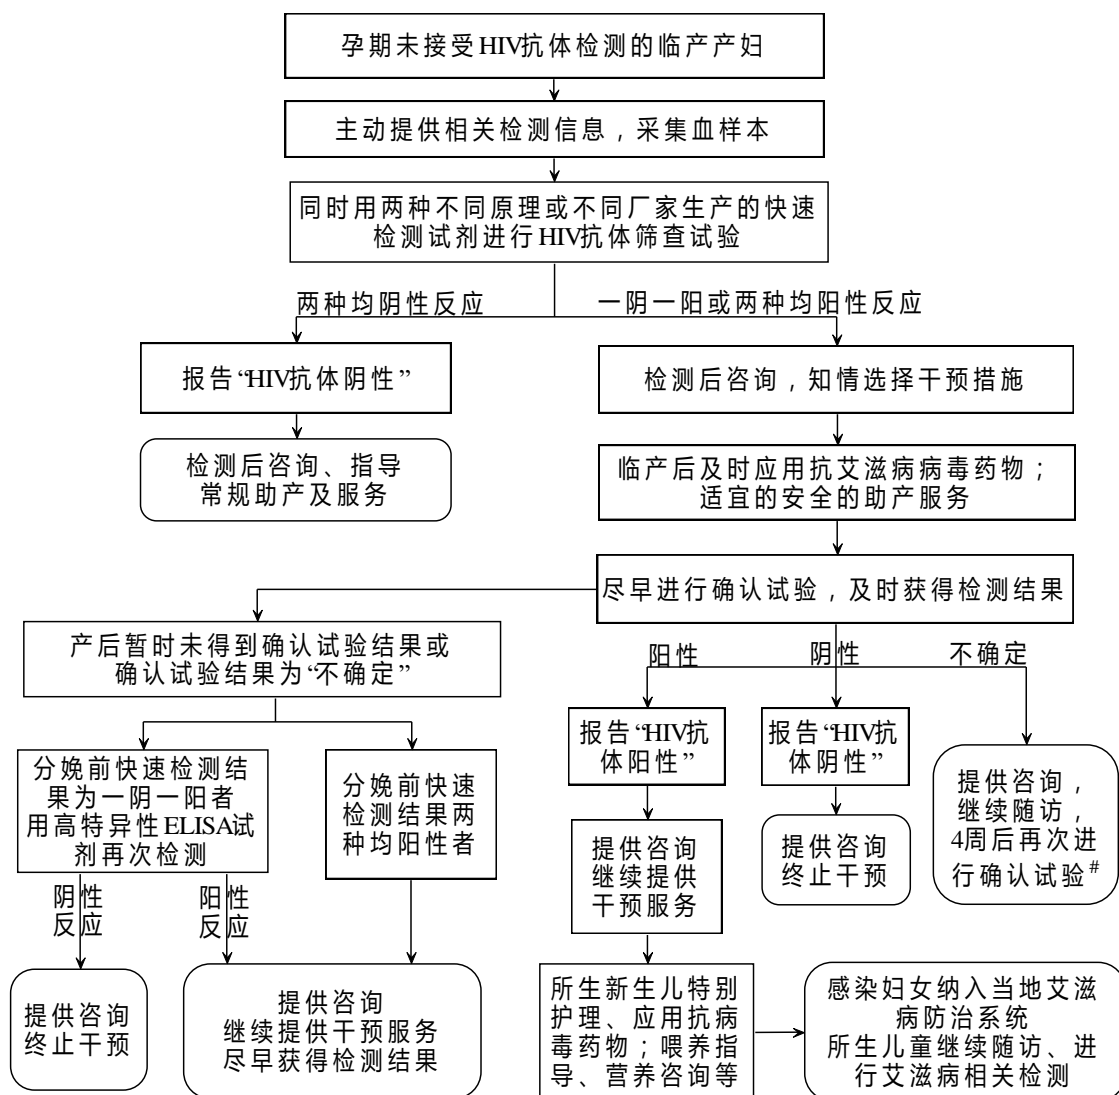 孕期未接受HIV抗体检测的临产产妇
主动提供相关检测信息，采集血样本
同时用两种不同原理或不同厂家生产的快速
检测试剂进行HIV抗体筛查试验
两种均阴性反应
一阴一阳或两种均阳性反应
报告“HIV抗体阴性”
检测后咨询，知情选择干预措施
检测后咨询、指导
常规助产及服务
临产后及时应用抗艾滋病病毒药物；
适宜的安全的助产服务
尽早进行确认试验，及时获得检测结果
产后暂时未得到确认试验结果或
确认试验结果为“不确定”
阳性
阴性
不确定
分娩前快速检测结
果为一阴一阳者
用高特异性ELISA试
剂再次检测
分娩前快速
检测结果两
种均阳性者
报告“HIV抗
体阳性”
报告“HIV抗
体阴性”
提供咨询，
继续随访，
4周后再次进
行确认试验#
提供咨询
继续提供
干预服务
提供咨询
终止干预
阴性
反应
阳性
反应
提供咨询
终止干预
提供咨询
继续提供干预服务
尽早获得检测结果
所生新生儿特别
护理、应用抗病
毒药物；喂养指
导、营养咨询等
感染妇女纳入当地艾滋
病防治系统
所生儿童继续随访、进
行艾滋病相关检测